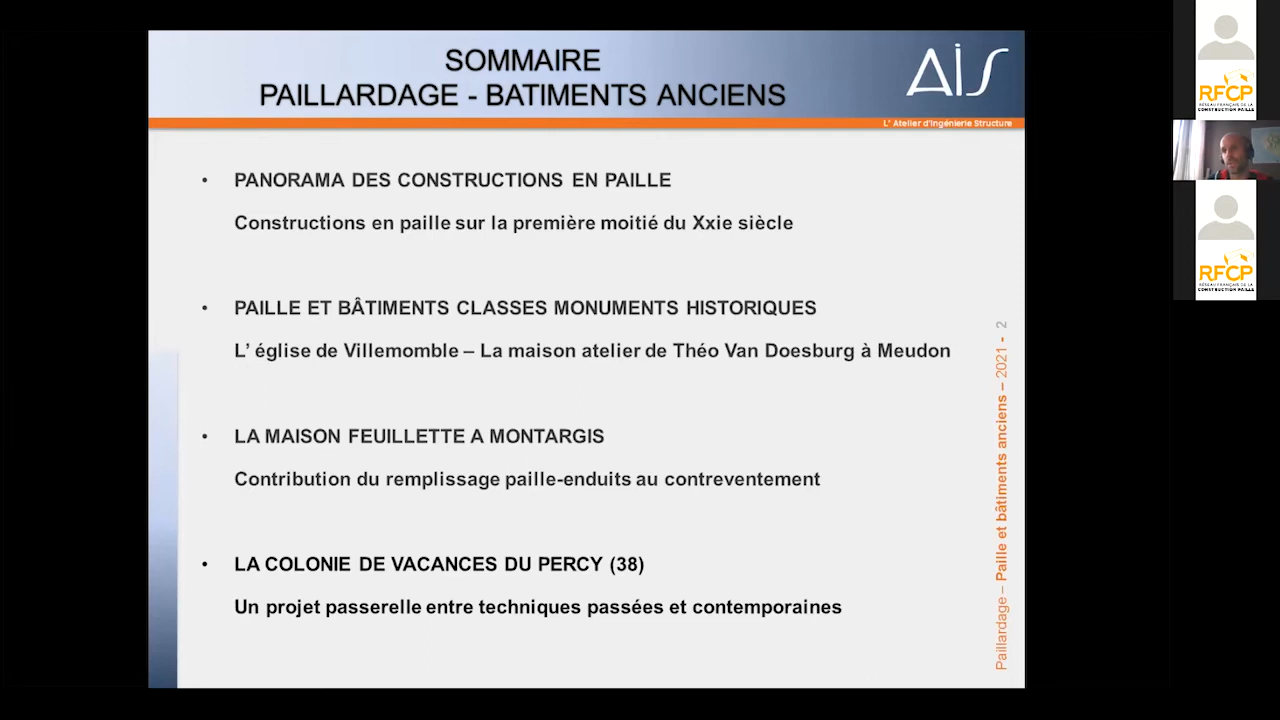 SOMMAIRE
PAILLARDAGE - BATIMENTS ANCIENS
AiS
L' Atelier d'Ingénierie Structure
• PANORAMA DES CONSTRUCTIONS EN PAILLE
Constructions en paille sur la première moitié du Xxie siècle
• PAILLE ET BÂTIMENTS CLASSES MONUMENTS HISTORIQUES
L' église de Villemomble – La maison atelier de Théo Van Doesburg à Meudon
• LA MAISON FEUILLETTE A MONTARGIS
Contribution du remplissage paille-enduits au contreventement
• LA COLONIE DE VACANCES DU PERCY (38)
Un projet passerelle entre techniques passées et contemporaines
Paillardage – Paille et bâtiments anciens – 2021 - 2
RFCP
RÉSEAU FRANÇAIS DE LA
CONSTRUCTION PAILLE
RFCP
RÉSEAU FRANÇAIS DE LA
CONSTRUCTION PAILLE